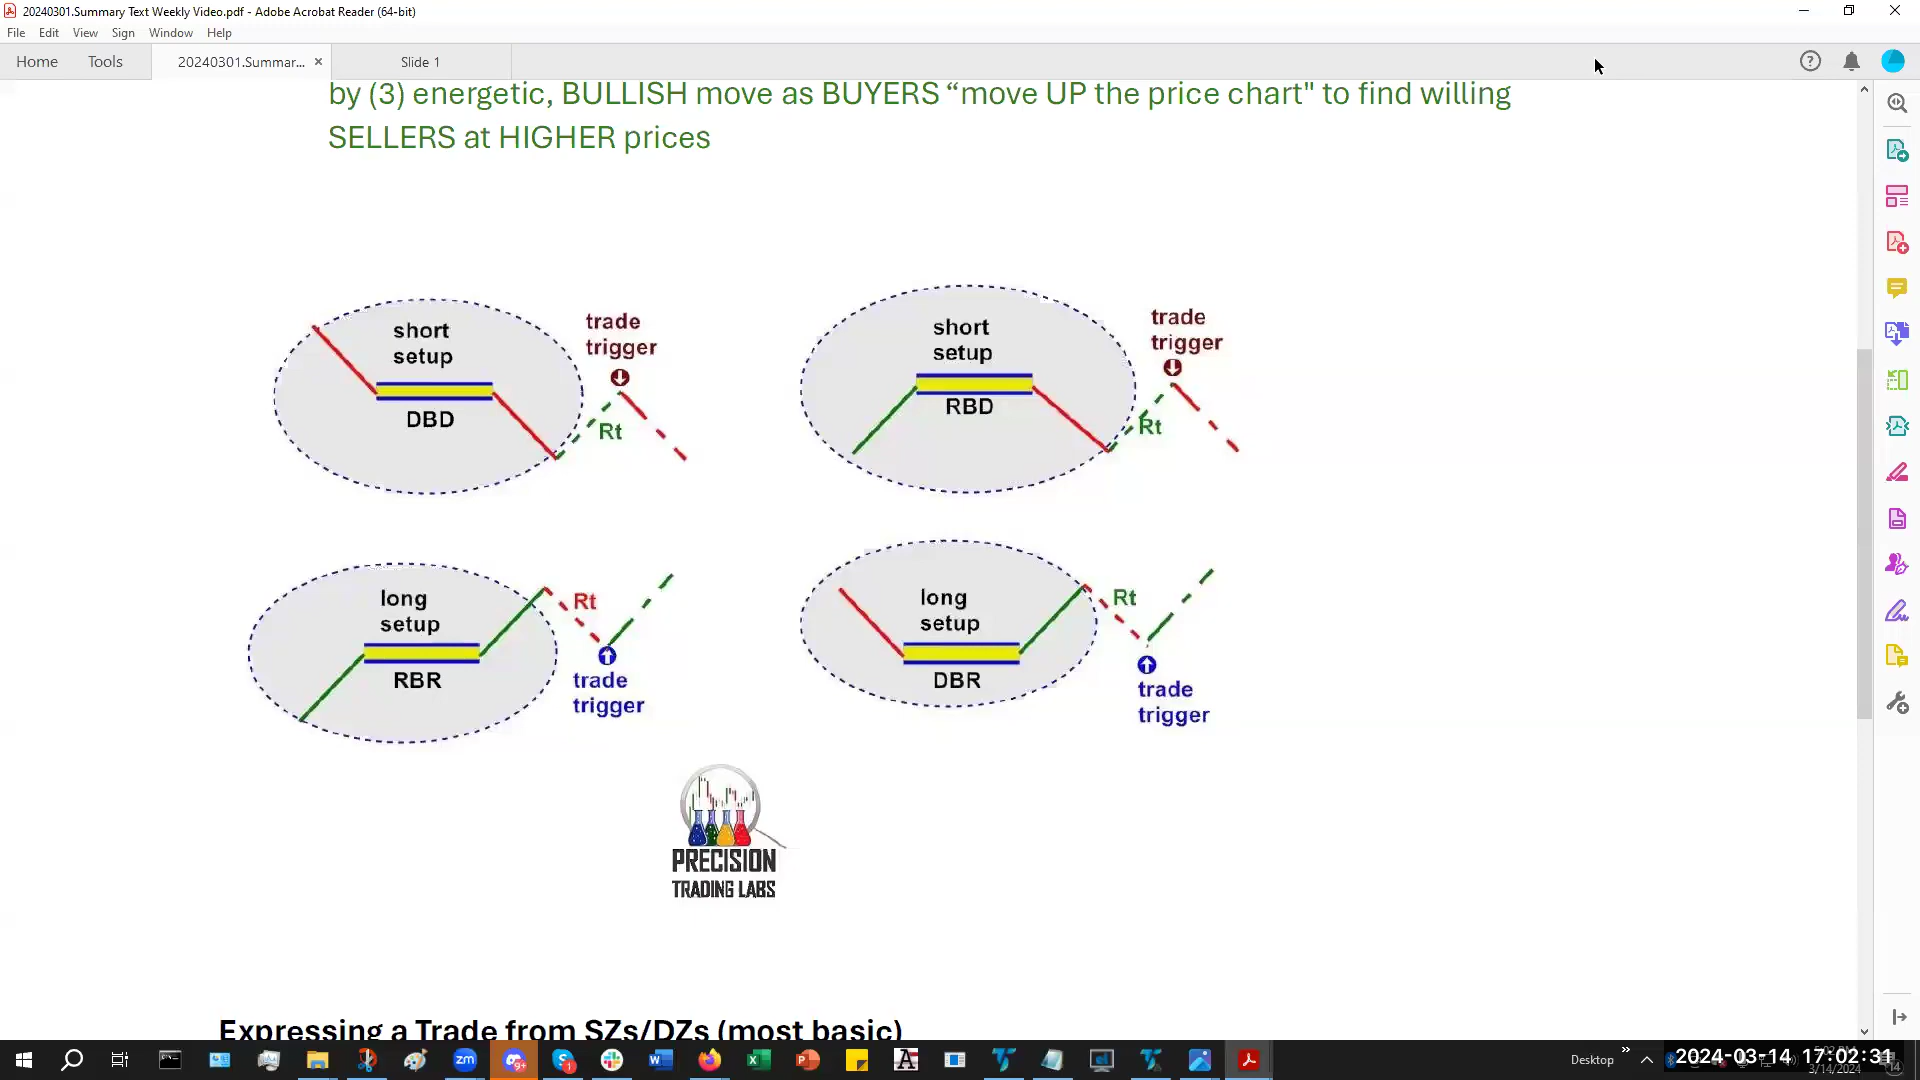 20240301.Summary Text Weekly Video.pdf - Adobe Acrobat Reader (64-bit)
File Edit View Sign Window Help
Home Tools 20240301.Summar... × Slide 1
by (3) energetic, BULLISH move as BUYERS “move UP the price chart" to find willing
SELLERS at HIGHER prices
short
setup
DBD
trade
trigger
Rt
short
setup
RBD
trade
trigger
Rt
long
setup
RBR
Rt
trade
trigger
long
setup
DBR
Rt
trade
trigger
PRECISION
TRADING LABS
Expressing a Trade from SZs/DZs (most basic)
Desktop
2024-03-14 17:02:31
3/14/2024